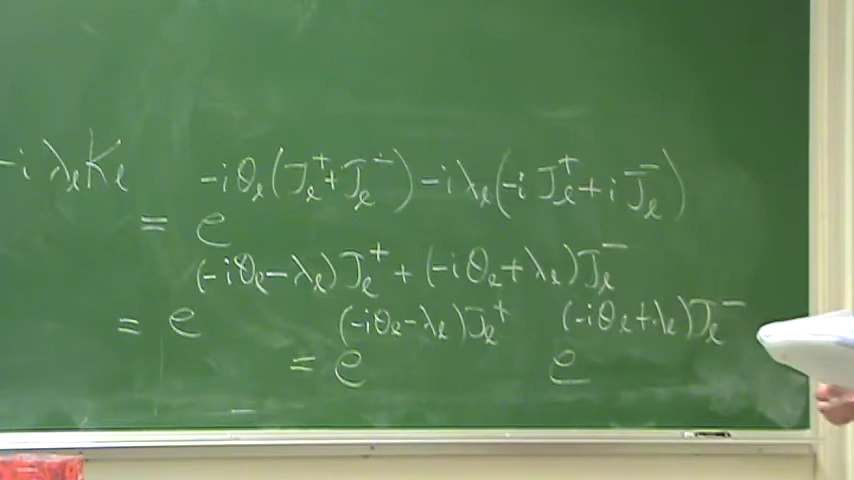 -i λ_ℓ K_ℓ = e^{-iθ_ℓ(J_ℓ^+ + J_ℓ^-) - iλ_ℓ(-i J_ℓ^+ + i J_ℓ^-)}
= e^{(-iθ_ℓ - λ_ℓ) J_ℓ^+ + (-iθ_ℓ + λ_ℓ) J_ℓ^-}
= e^{(-iθ_ℓ - λ_ℓ) J_ℓ^+} e^{(-iθ_ℓ + λ_ℓ) J_ℓ^-}